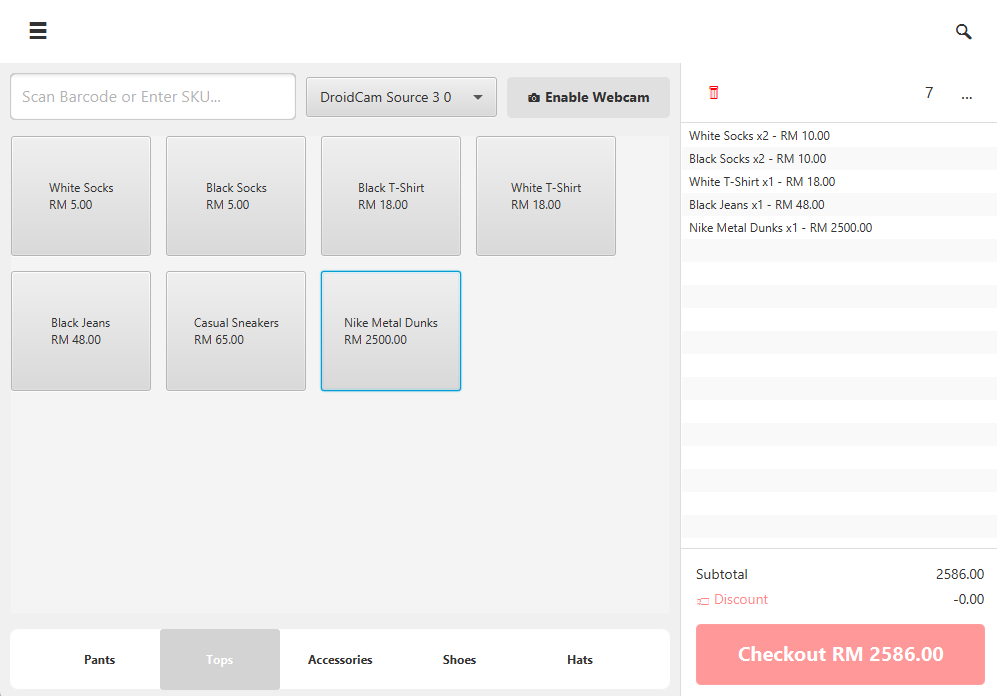 Scan Barcode or Enter SKU...
DroidCam Source 3 0
Enable Webcam
White Socks
RM 5.00
Black Socks
RM 5.00
Black T-Shirt
RM 18.00
White T-Shirt
RM 18.00
Black Jeans
RM 48.00
Casual Sneakers
RM 65.00
Nike Metal Dunks
RM 2500.00
Pants
Tops
Accessories
Shoes
Hats
7
...
White Socks x2 - RM 10.00
Black Socks x2 - RM 10.00
White T-Shirt x1 - RM 18.00
Black Jeans x1 - RM 48.00
Nike Metal Dunks x1 - RM 2500.00
Subtotal 2586.00
Discount -0.00
Checkout RM 2586.00